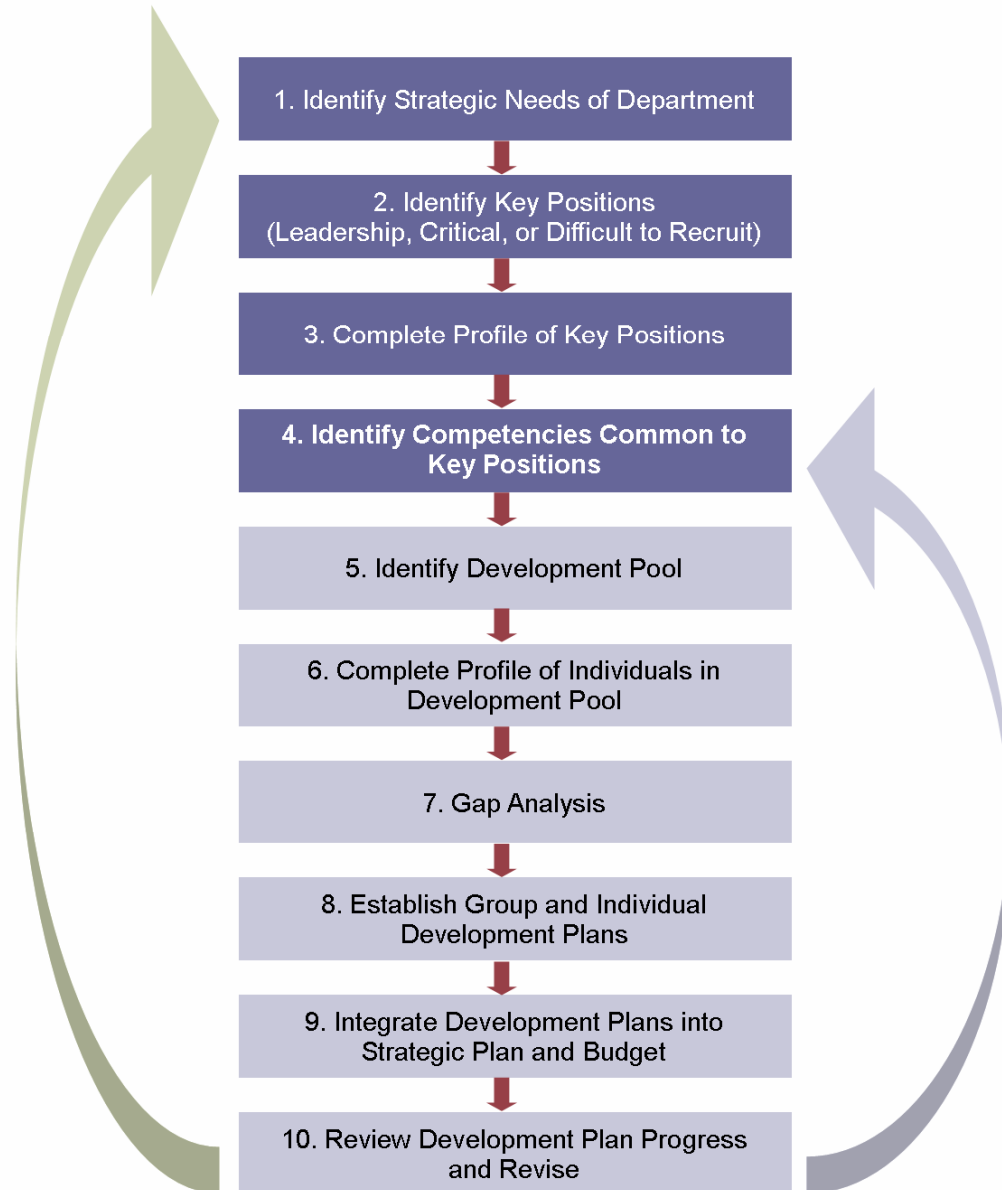 1. Identify Strategic Needs of Department
2. Identify Key Positions
(Leadership, Critical, or Difficult to Recruit)
3. Complete Profile of Key Positions
4. Identify Competencies Common to
Key Positions
5. Identify Development Pool
6. Complete Profile of Individuals in
Development Pool
7. Gap Analysis
8. Establish Group and Individual
Development Plans
9. Integrate Development Plans into
Strategic Plan and Budget
10. Review Development Plan Progress
and Revise